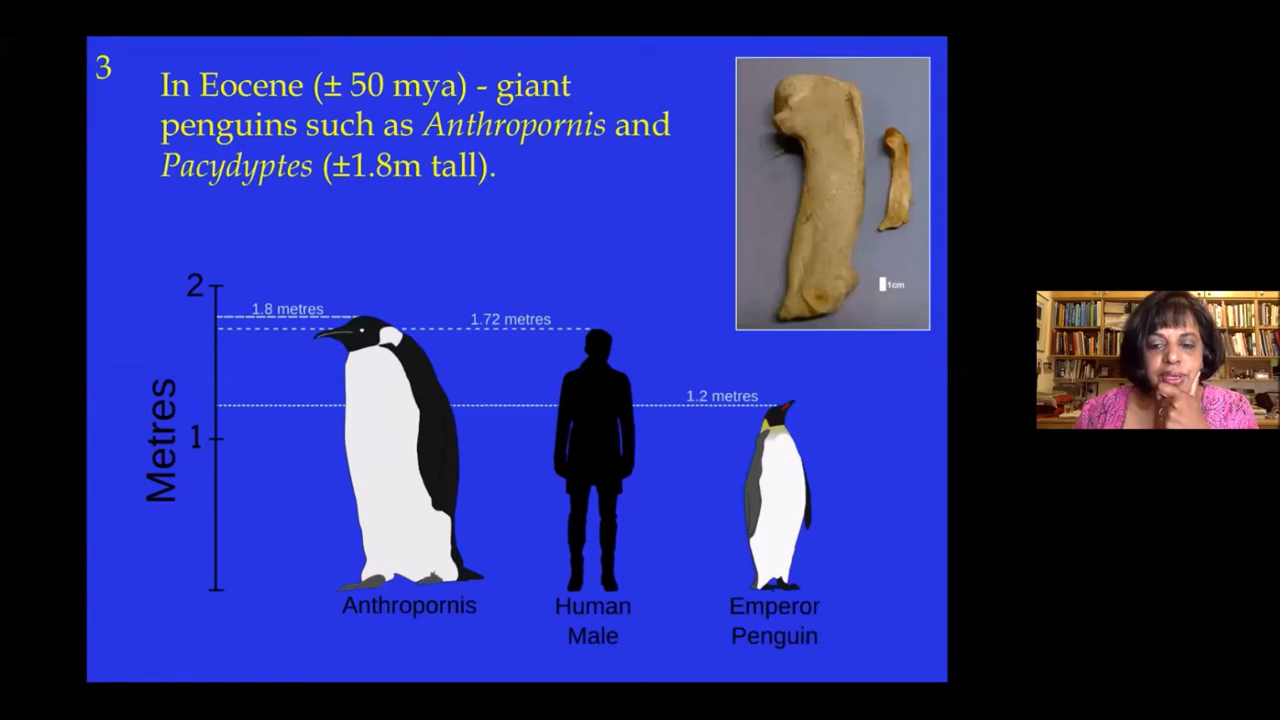 3
In Eocene (± 50 mya) - giant
penguins such as Anthropornis and
Pacydyptes (±1.8m tall).
1cm
2
1.8 metres
1.72 metres
1.2 metres
1
Metres
Anthropornis
Human
Male
Emperor
Penguin